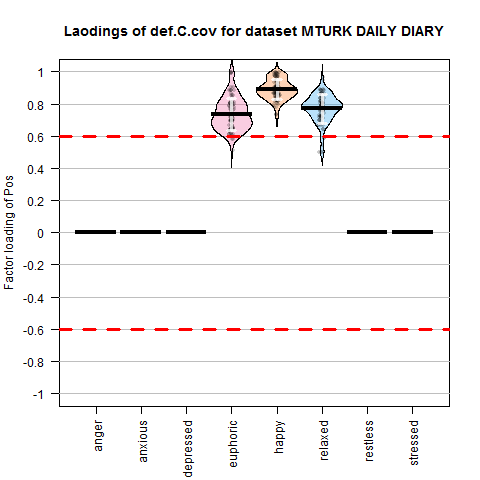 Laodings of def.C.cov for dataset MTURK DAILY DIARY
Factor loading of Pos
1
0.8
0.6
0.4
0.2
0
-0.2
-0.4
-0.6
-0.8
-1
anger
anxious
depressed
euphoric
happy
relaxed
restless
stressed